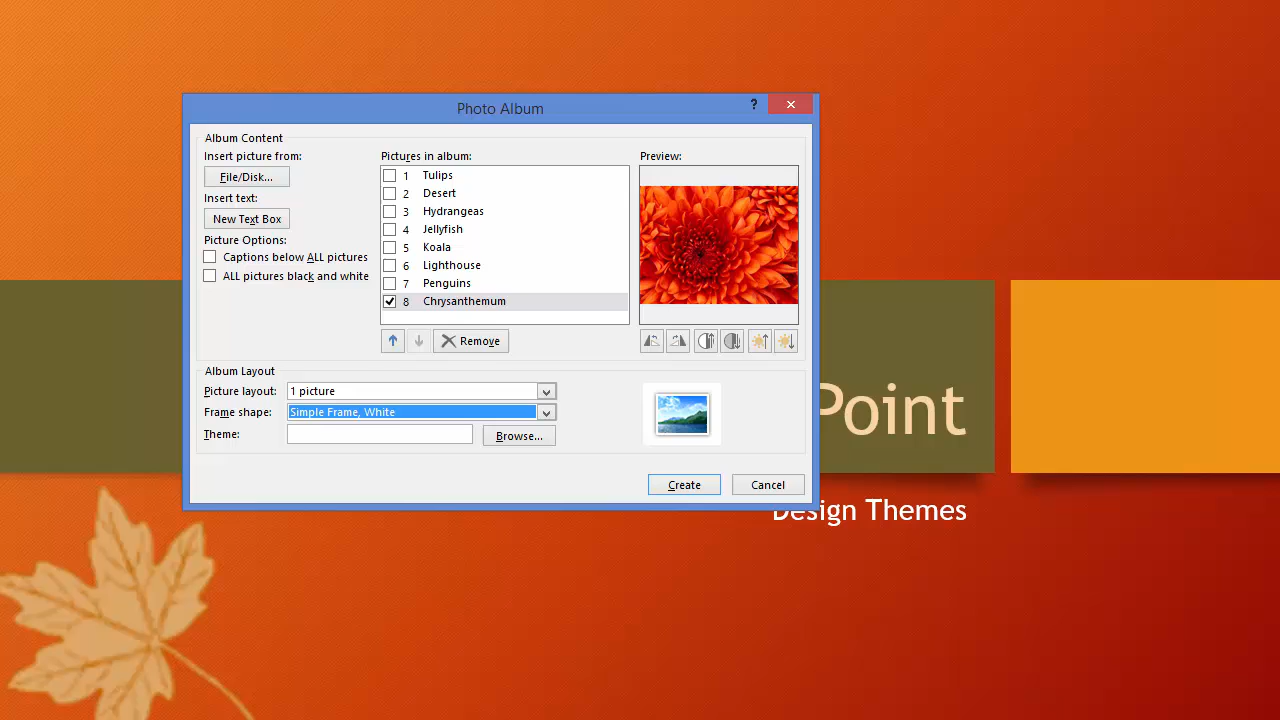 Photo Album
?
Album Content
Insert picture from:
File/Disk...
Insert text:
New Text Box
Picture Options:
Captions below ALL pictures
ALL pictures black and white
Pictures in album:
1 Tulips
2 Desert
3 Hydrangeas
4 Jellyfish
5 Koala
6 Lighthouse
7 Penguins
8 Chrysanthemum
Remove
Preview:
Album Layout
Picture layout: 1 picture
Frame shape: Simple Frame, White
Theme:
Browse...
Create
Cancel
Point
Design Themes